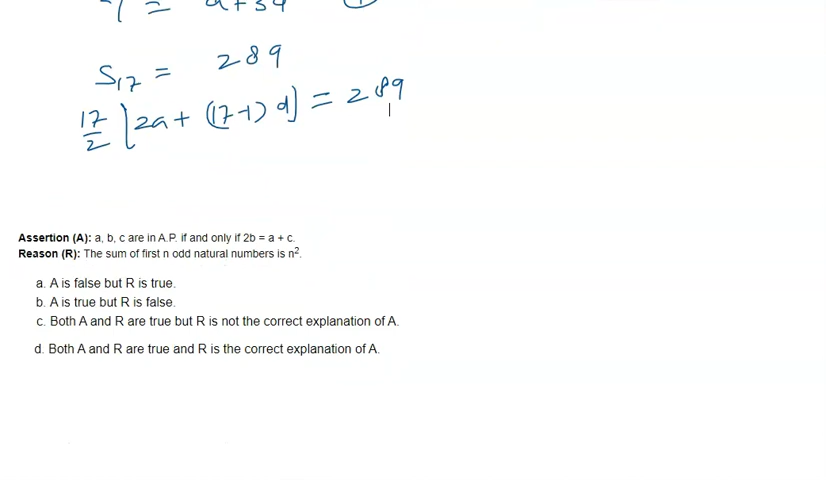 S₁₇ = 289
17/2 [2a + (17-1) d] = 289
Assertion (A): a, b, c are in A.P. if and only if 2b = a + c.
Reason (R): The sum of first n odd natural numbers is n².
a. A is false but R is true.
b. A is true but R is false.
c. Both A and R are true but R is not the correct explanation of A.
d. Both A and R are true and R is the correct explanation of A.